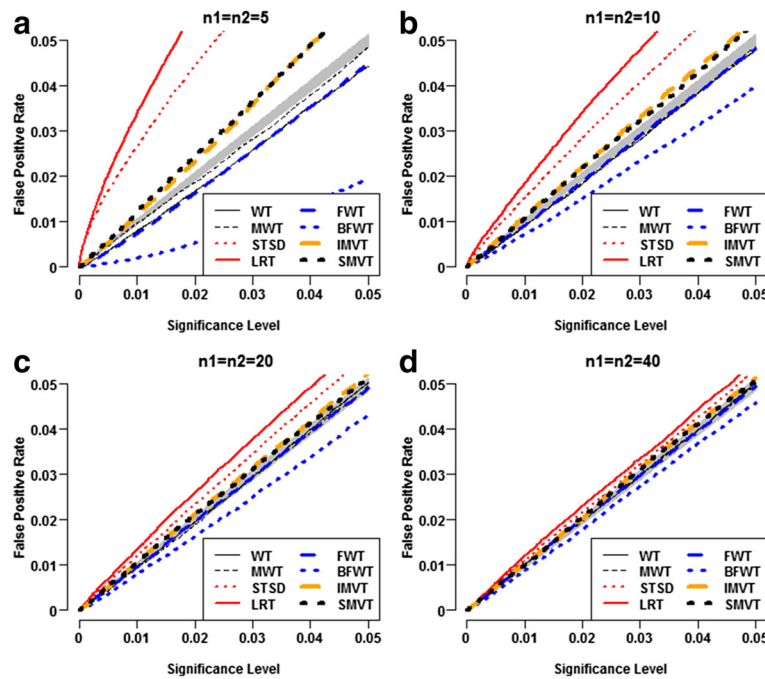 a
n1=n2=5
False Positive Rate
0.05
0.04
0.03
0.02
0.01
0
WT
MWT
STSD
LRT
FWT
BFWT
IMVT
SMVT
0 0.01 0.02 0.03 0.04 0.05
Significance Level
b
n1=n2=10
False Positive Rate
0.05
0.04
0.03
0.02
0.01
0
WT
MWT
STSD
LRT
FWT
BFWT
IMVT
SMVT
0 0.01 0.02 0.03 0.04 0.05
Significance Level
c
n1=n2=20
False Positive Rate
0.05
0.04
0.03
0.02
0.01
0
WT
MWT
STSD
LRT
FWT
BFWT
IMVT
SMVT
0 0.01 0.02 0.03 0.04 0.05
Significance Level
d
n1=n2=40
False Positive Rate
0.05
0.04
0.03
0.02
0.01
0
WT
MWT
STSD
LRT
FWT
BFWT
IMVT
SMVT
0 0.01 0.02 0.03 0.04 0.05
Significance Level